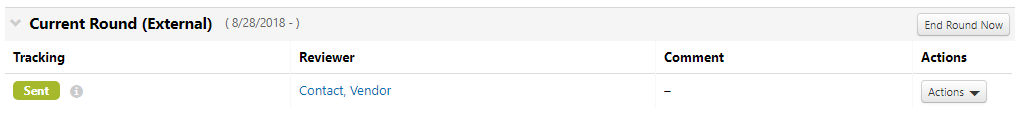 Current Round (External) ( 8/28/2018 - ) End Round Now
Tracking Reviewer Comment Actions
Sent Contact, Vendor – Actions